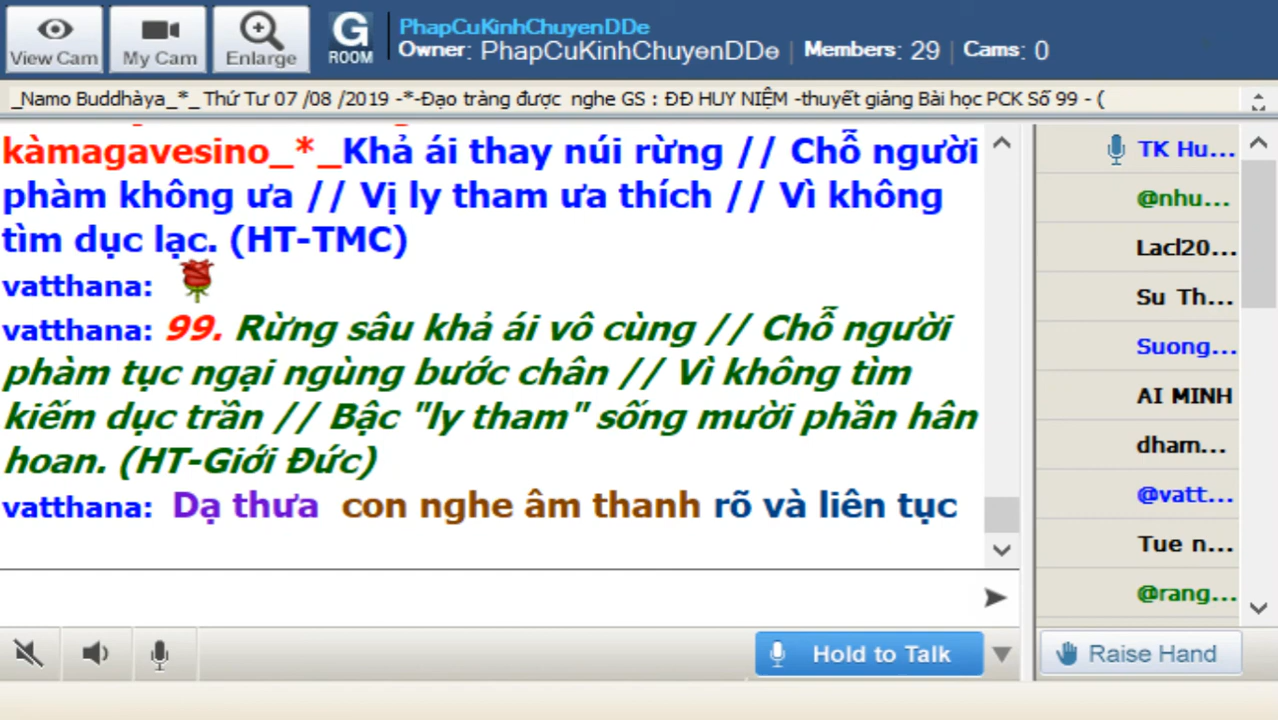 View Cam
My Cam
Enlarge
G
ROOM
PhapCuKinhChuyenDDe
Owner: PhapCuKinhChuyenDDe | Members: 29 | Cams: 0
_Namo Buddhàya_*_ Thứ Tư 07 /08 /2019 -*-Đạo tràng được nghe GS : ĐĐ HUY NIỆM -thuyết giảng Bài học PCK Số 99 - (
kàmagavesino_*_Khả ái thay núi rừng // Chỗ người
phàm không ưa // Vị ly tham ưa thích // Vì không
tìm dục lạc. (HT-TMC)
vatthana:
vatthana: 99. Rừng sâu khả ái vô cùng // Chỗ người
phàm tục ngại ngùng bước chân // Vì không tìm
kiếm dục trần // Bậc "ly tham" sống mười phần hân
hoan. (HT-Giới Đức)
vatthana: Dạ thưa con nghe âm thanh rõ và liên tục
TK Hu...
@nhu...
Lacl20...
Su Th...
Suong...
AI MINH
dham...
@vatt...
Tue n...
@rang...
Hold to Talk
Raise Hand